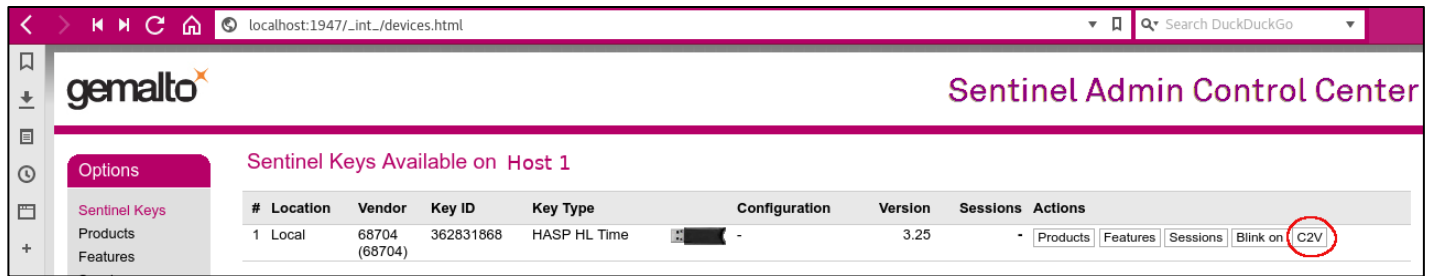 localhost:1947/_int_/devices.html Search DuckDuckGo
gemalto
Sentinel Admin Control Center
Options
Sentinel Keys Available on Host 1
Sentinel Keys
Products
Features
# Location Vendor Key ID Key Type Configuration Version Sessions Actions
1 Local 68704 362831868 HASP HL Time - 3.25 - Products Features Sessions Blink on C2V
(68704)